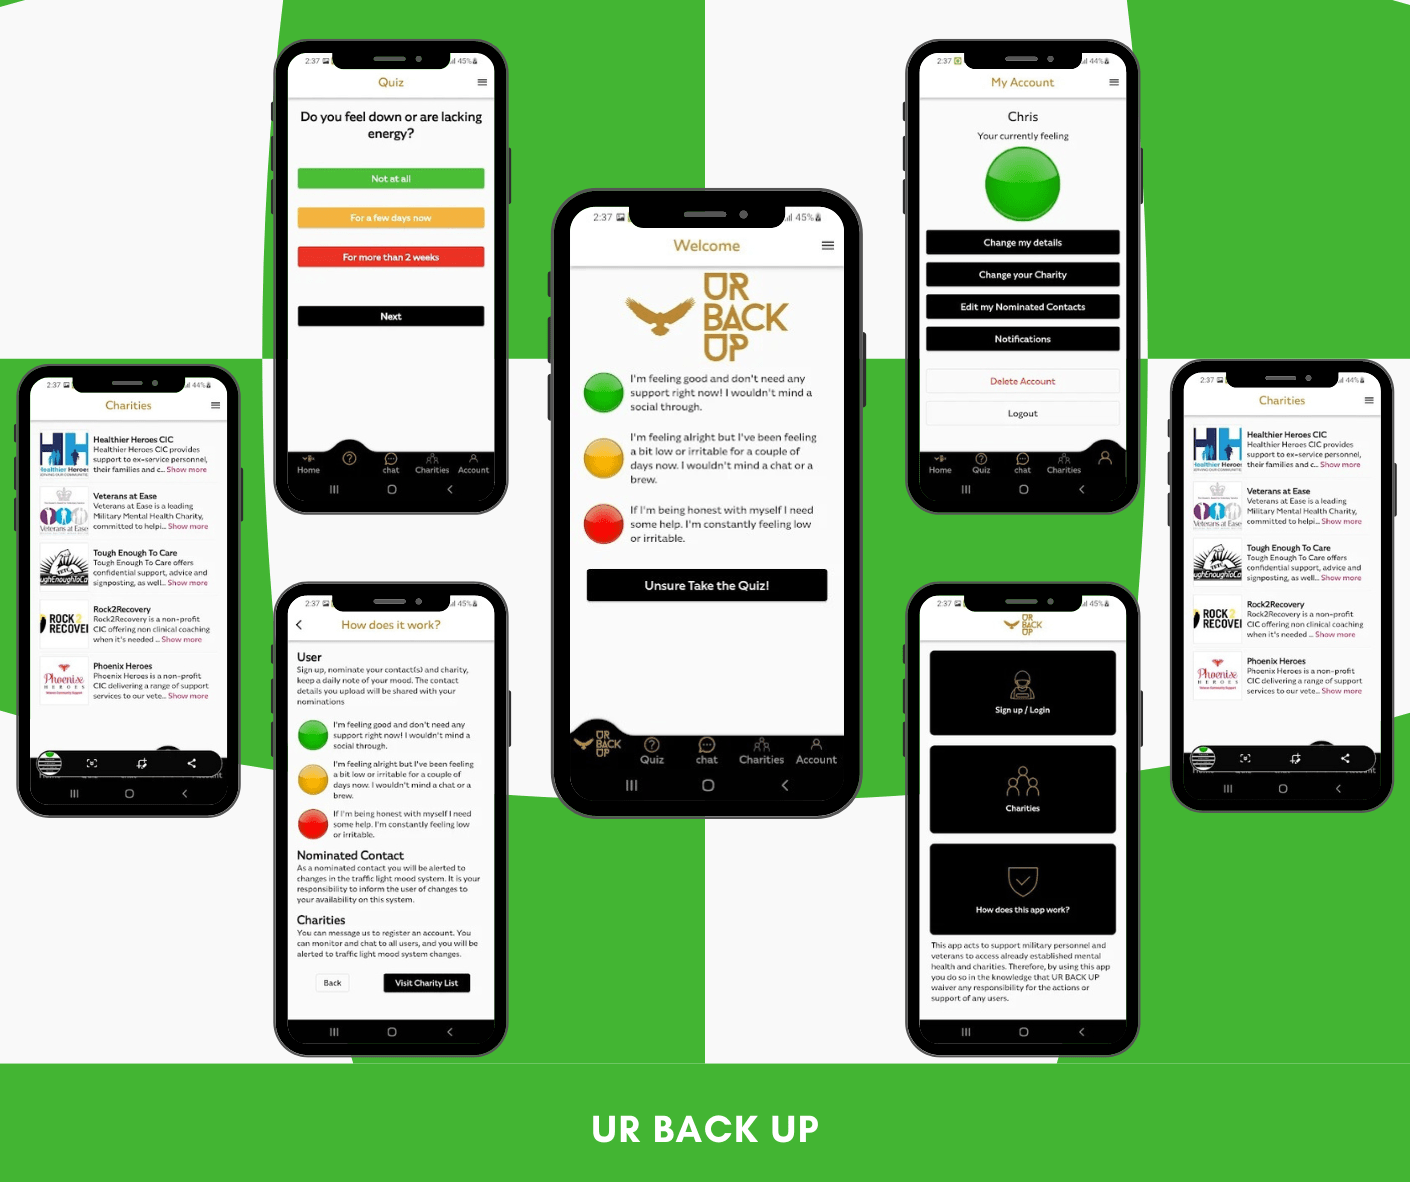 2:37
45%
Quiz
Do you feel down or are lacking
energy?
Not at all
For a few days now
For more than 2 weeks
Next
Home
chat
Charities
Account
2:37
44%
My Account
Chris
Your currently feeling
Change my details
Change your Charity
Edit my Nominated Contacts
Notifications
Delete Account
Logout
Home
Quiz
chat
Charities
2:37
45%
Welcome
UR
BACK
UP
I'm feeling good and don't need any
support right now! I wouldn't mind a
social through.
I'm feeling alright but I've been feeling
a bit low or irritable for a couple of
days now. I wouldn't mind a chat or a
brew.
If I'm being honest with myself I need
some help. I'm constantly feeling low
or irritable.
Unsure Take the Quiz!
UR
BACK
UP
Quiz
chat
Charities
Account
2:37
44%
Charities
Healthier Heroes CIC
Healthier Heroes CIC provides
support to ex-service personnel,
their families and c... Show more
Veterans at Ease
Veterans at Ease is a leading
Military Mental Health Charity,
committed to helpi... Show more
Tough Enough To Care
Tough Enough To Care offers
confidential support, advice and
signposting, as well... Show more
Rock2Recovery
Rock2Recovery is a non-profit
CIC offering non clinical coaching
when it's needed ... Show more
Phoenix Heroes
Phoenix Heroes is a non-profit
CIC delivering a range of support
services to our vete... Show more
HH
Healthier Heroes
Veterans at Ease
ughEnoughToCa
ROCK2
RECOVE
Phoenix
HEROES
2:37
44%
Charities
Healthier Heroes CIC
Healthier Heroes CIC provides
support to ex-service personnel,
their families and c... Show more
Veterans at Ease
Veterans at Ease is a leading
Military Mental Health Charity,
committed to helpi... Show more
Tough Enough To Care
Tough Enough To Care offers
confidential support, advice and
signposting, as well... Show more
Rock2Recovery
Rock2Recovery is a non-profit
CIC offering non clinical coaching
when it's needed ... Show more
Phoenix Heroes
Phoenix Heroes is a non-profit
CIC delivering a range of support
services to our vete... Show more
HH
Healthier Heroes
Veterans at Ease
ughEnoughToCa
ROCK2
RECOVE
Phoenix
HEROES
2:37
45%
How does it work?
User
Sign up, nominate your contact(s) and charity,
keep a daily note of your mood. The contact
details you upload will be shared with your
nominations
I'm feeling good and don't need any
support right now! I wouldn't mind a
social through.
I'm feeling alright but I've been feeling
a bit low or irritable for a couple of
days now. I wouldn't mind a chat or a
brew.
If I'm being honest with myself I need
some help. I'm constantly feeling low
or irritable.
Nominated Contact
As a nominated contact you will be alerted to
changes in the traffic light mood system. It is your
responsibility to inform the user of changes to
your availability on this system.
Charities
You can message us to register an account. You
can monitor and chat to all users, and you will be
alerted to traffic light mood system changes.
Back
Visit Charity List
2:37
45%
UR
BACK
UP
Sign up / Login
Charities
How does this app work?
This app acts to support military personnel and
veterans to access already established mental
health and charities. Therefore, by using this app
you do so in the knowledge that UR BACK UP
waiver any responsibility for the actions or
support of any users.
UR BACK UP